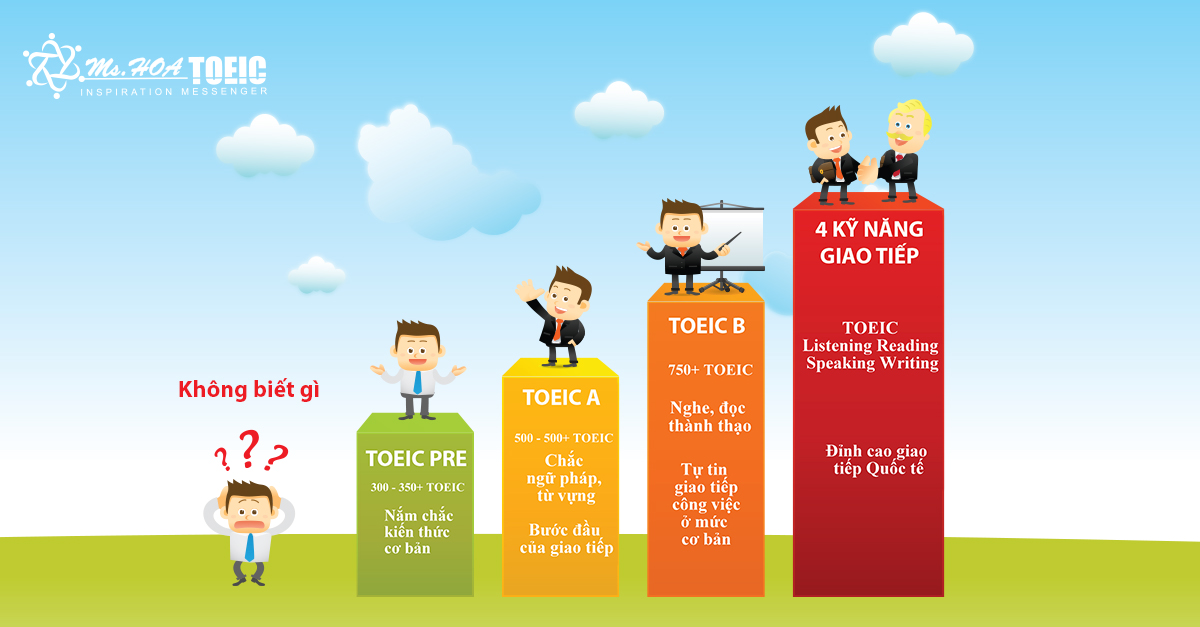 Ms. HOA TOEIC
INSPIRATION MESSENGER
Không biết gì
? ? ?
TOEIC PRE
300 - 350+ TOEIC
Nắm chắc
kiến thức
cơ bản
TOEIC A
500 - 500+ TOEIC
Chắc
ngữ pháp,
từ vựng
Bước đầu
của giao tiếp
TOEIC B
750+ TOEIC
Nghe, đọc
thành thạo
Tự tin
giao tiếp
công việc
ở mức
cơ bản
4 KỸ NĂNG
GIAO TIẾP
TOEIC
Listening Reading
Speaking Writing
Đỉnh cao giao
tiếp Quốc tế